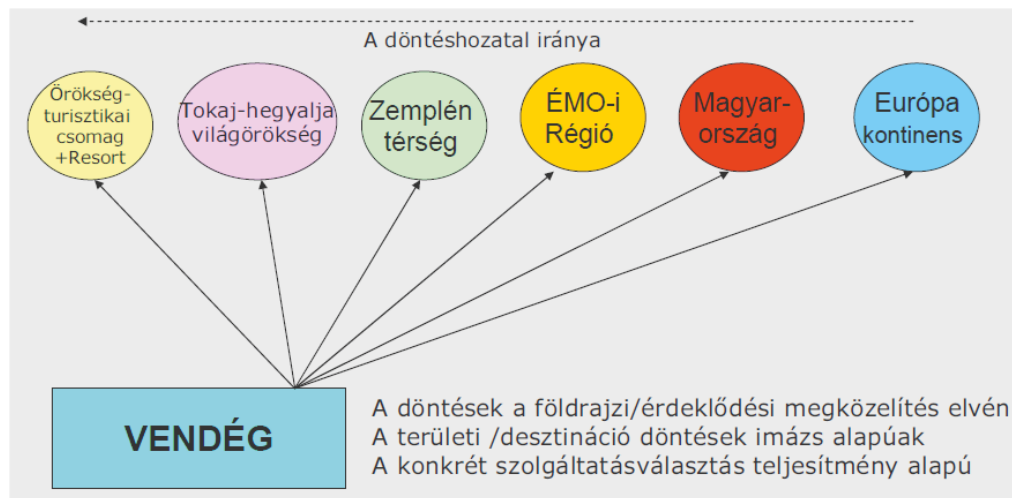 A döntéshozatal iránya
Örökség-
turisztikai
csomag
+Resort
Tokaj-hegyalja
világörökség
Zemplén
térség
ÉMO-i
Régió
Magyar-
ország
Európa
kontinens
VENDÉG
A döntések a földrajzi/érdeklődési megközelítés elvén
A területi /desztináció döntések imázs alapúak
A konkrét szolgáltatásválasztás teljesítmény alapú